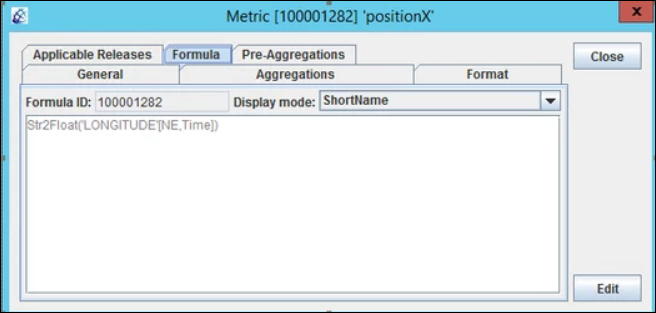 Metric [100001282] 'positionX'
x
Applicable Releases Formula Pre-Aggregations
Close
General Aggregations Format
Formula ID: 100001282 Display mode: ShortName
Str2Float('LONGITUDE'[NE,Time])
Edit